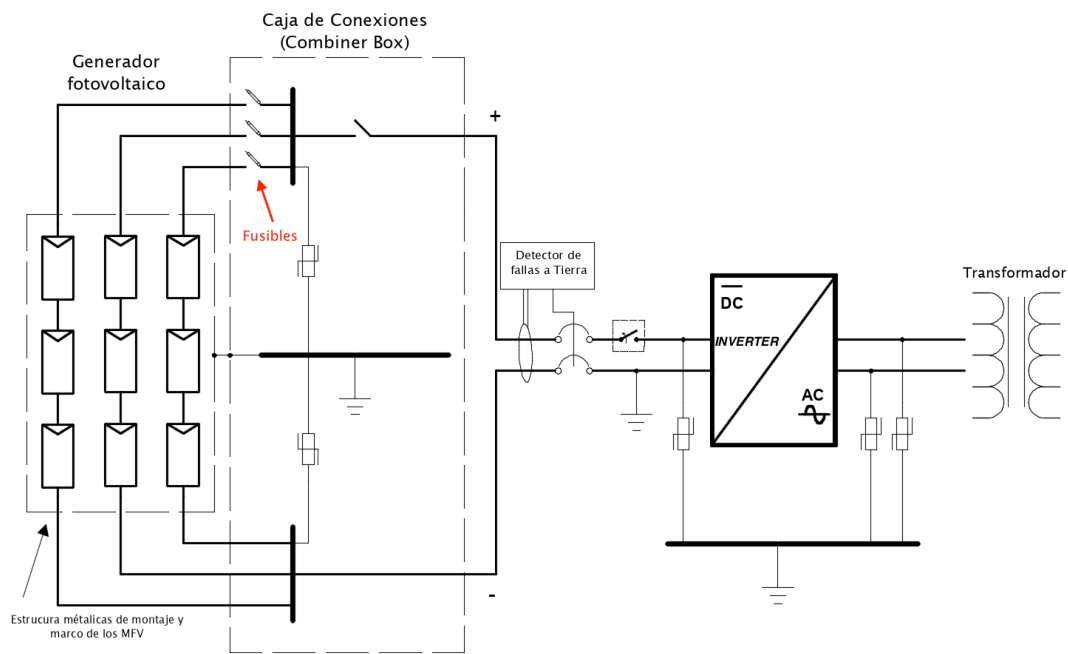 Caja de Conexiones
(Combiner Box)
Generador
fotovoltaico
+
Fusibles
Detector de
fallas a Tierra
Transformador
DC
INVERTER
AC
-
Estrucura métalicas de montaje y
marco de los MFV